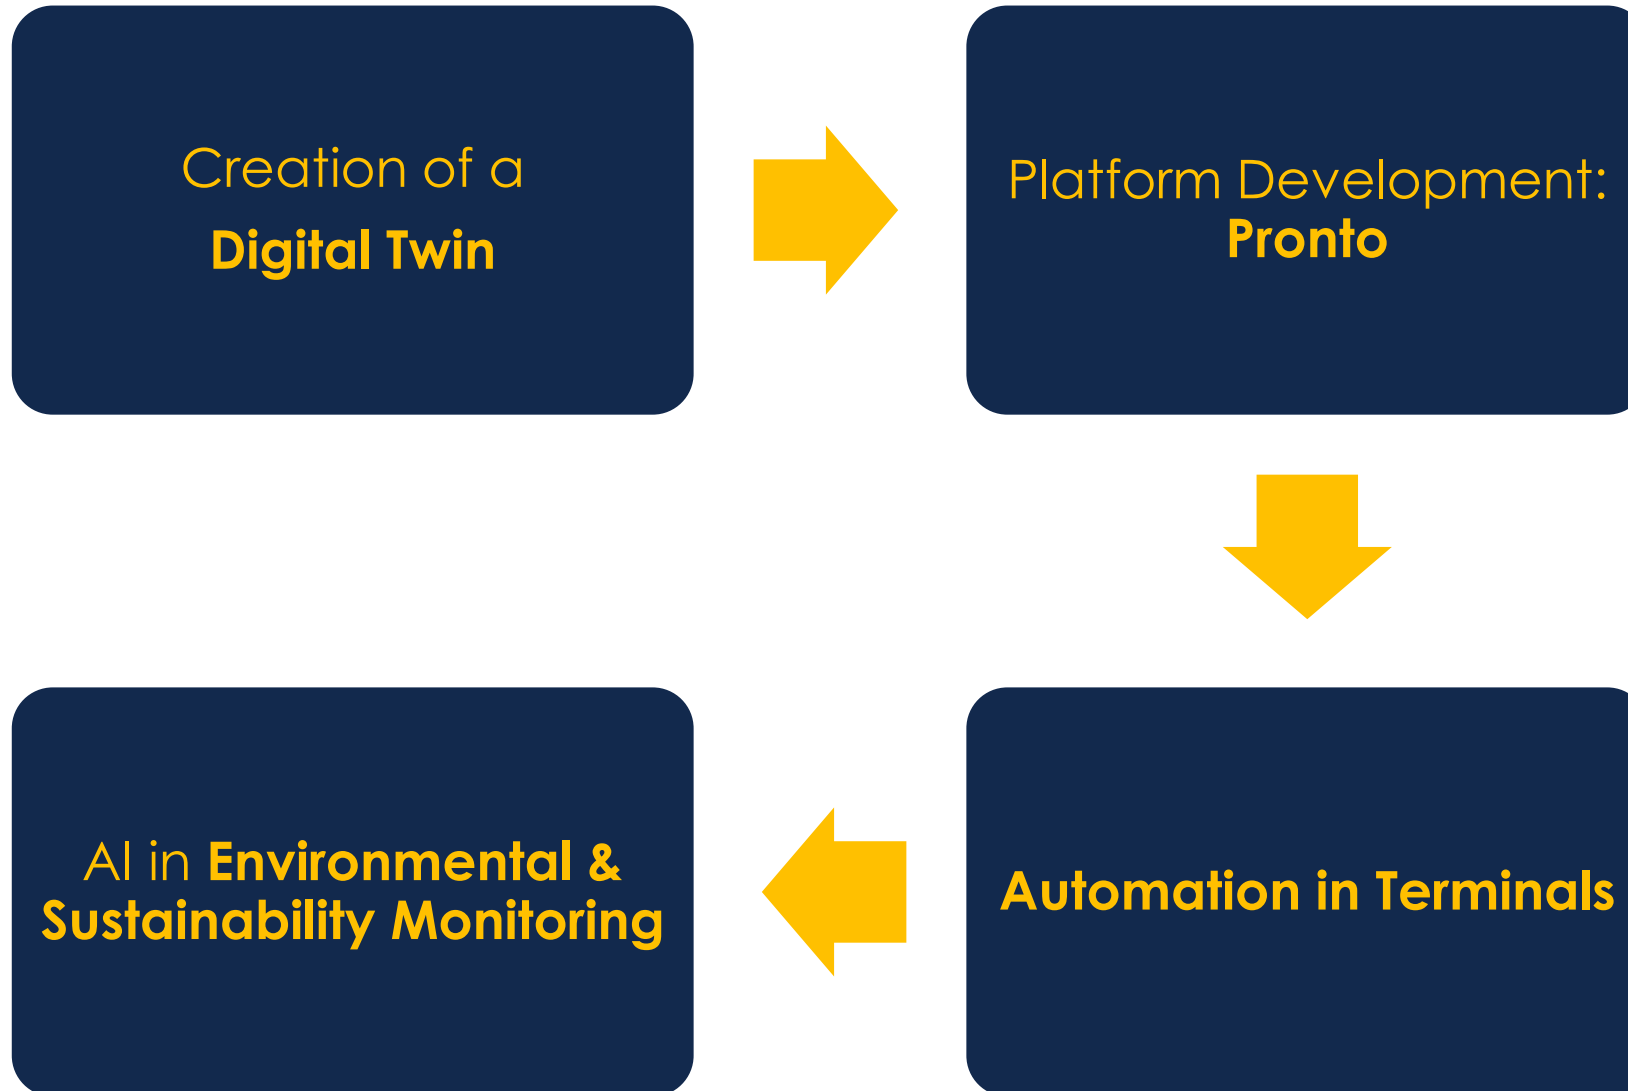 Creation of a
Digital Twin
Platform Development:
Pronto
Automation in Terminals
AI in Environmental &
Sustainability Monitoring